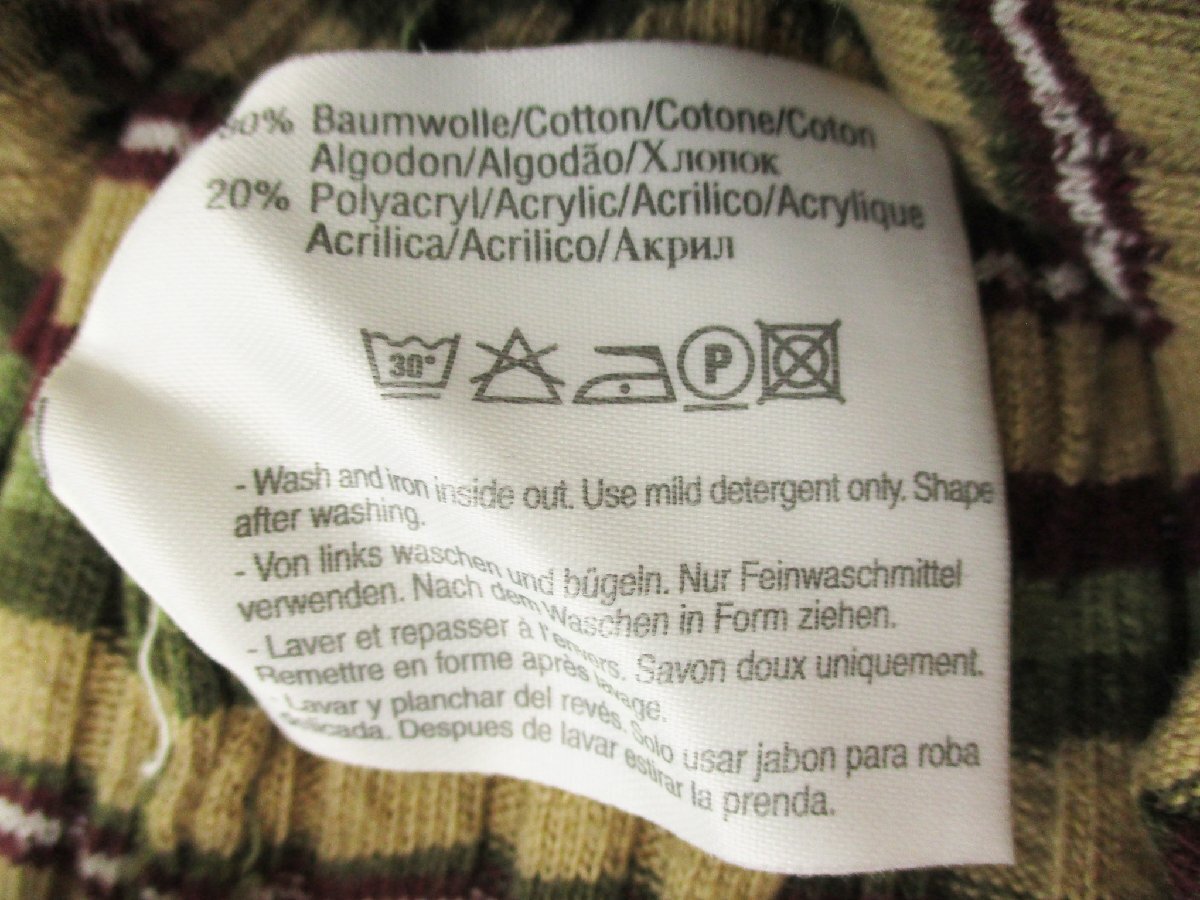 80% Baumwolle/Cotton/Cotone/Coton
Algodon/Algodão/Хлопок
20% Polyacryl/Acrylic/Acrilico/Acrylique
Acrilica/Acrilico/Акрил
30° P
- Wash and iron inside out. Use mild detergent only. Shape
after washing.
- Von links waschen und bügeln. Nur Feinwaschmittel
verwenden. Nach dem Waschen in Form ziehen.
- Laver et repasser à l'envers. Savon doux uniquement.
Remettre en forme après lavage.
- Lavar y planchar del revés. Solo usar jabon para roba
delicada. Despues de lavar estirar la prenda.